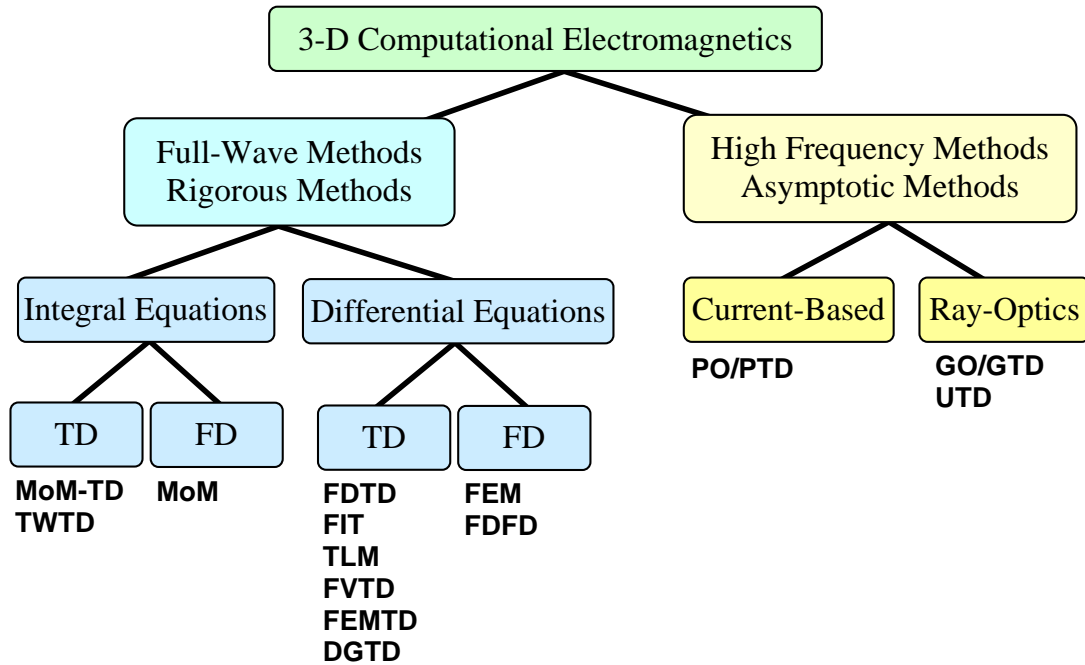 3-D Computational Electromagnetics
Full-Wave Methods
Rigorous Methods
High Frequency Methods
Asymptotic Methods
Integral Equations
Differential Equations
Current-Based
Ray-Optics
PO/PTD
GO/GTD
UTD
TD
FD
TD
FD
MoM-TD
TWTD
MoM
FDTD
FIT
TLM
FVTD
FEMTD
DGTD
FEM
FDFD